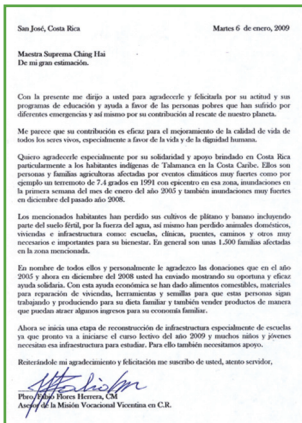 San José, Costa Rica Martes 6 de enero, 2009
Maestra Suprema Ching Hai
De mi gran estimación.
Con la presente me dirijo a usted para agradecerle y felicitarla por su actitud y sus
programas de educación y ayuda a favor de las personas pobres que han sufrido por
diferentes emergencias y así mismo por su contribución al rescate de nuestro planeta.
Me parece que su contribución es eficaz para el mejoramiento de la calidad de vida de
todos los seres vivos, especialmente a favor de la vida y de la dignidad humana.
Quiero agradecerle especialmente por su solidaridad y apoyo brindado en Costa Rica
particularmente a los habitantes indígenas de Talamanca en la Costa Caribe. Ellos son
personas y familias agricultoras afectadas por eventos climáticos muy fuertes como por
ejemplo un terremoto de 7.4 grados en 1991 con epicentro en esa zona, inundaciones en
la primera semana del mes de enero del año 2005 y también inundaciones muy fuertes
en diciembre del pasado año 2008.
Los mencionados habitantes han perdido sus cultivos de plátano y banano incluyendo
parte del suelo fértil, por la fuerza del agua, así mismo han perdido animales domésticos,
viviendas e infraestructura como: escuelas, clínicas, puentes, caminos y otros muy
necesarios e importantes para su bienestar. En general son unas 1.500 familias afectadas
en la zona mencionada.
En nombre de todos ellos y personalmente le agradezco las donaciones que en el año
2005 y ahora en diciembre de 2008 usted ha enviado mostrando su oportuna y eficaz
ayuda solidaria. Con esta ayuda económica se han dado alimentos comestibles, materiales
para reparación de viviendas, herramientas y semillas para que estas personas sigan
trabajando y produciendo para su dieta familiar y también vender productos de manera
que puedan atraer algunos ingresos para su economía familiar.
Ahora se inicia una etapa de reconstrucción de infraestructura especialmente de escuelas
ya que pronto va a iniciarse el curso lectivo del año 2009 y muchos niños y jóvenes
necesitan esa infraestructura para estudiar. Para ello también necesitamos apoyo.
Reiterándole mi agradecimiento y felicitación me suscribo de usted, atento servidor,
Pbro. Fabio Flores Herrera, CM
Asesor de la Misión Vocacional Vicentina en C.R.